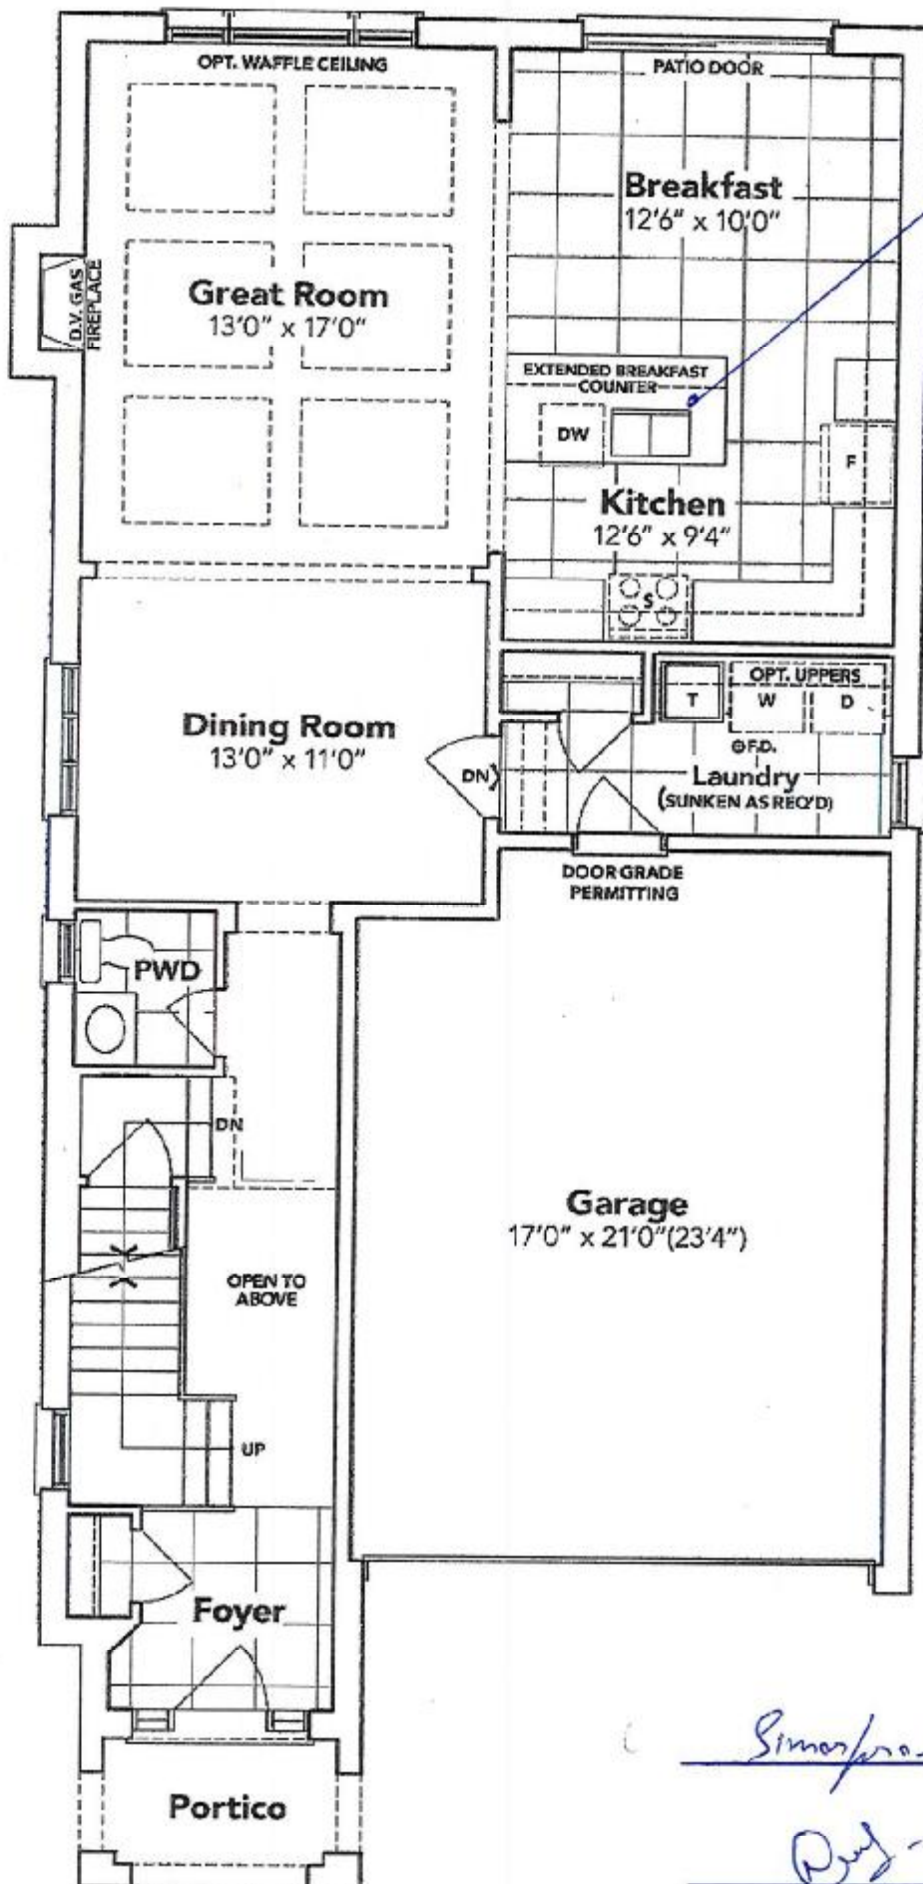 OPT. WAFFLE CEILING
PATIO DOOR
Breakfast
12'6" x 10'0"
D.V. GAS
FIREPLACE
Great Room
13'0" x 17'0"
EXTENDED BREAKFAST
COUNTER
DW
F
Kitchen
12'6" x 9'4"
S
Dining Room
13'0" x 11'0"
OPT. UPPERS
T
W
D
F.D.
DN
Laundry
(SUNKEN AS REQ'D)
DOOR GRADE
PERMITTING
PWD
DN
Garage
17'0" x 21'0"(23'4")
OPEN TO
ABOVE
UP
Foyer
Portico